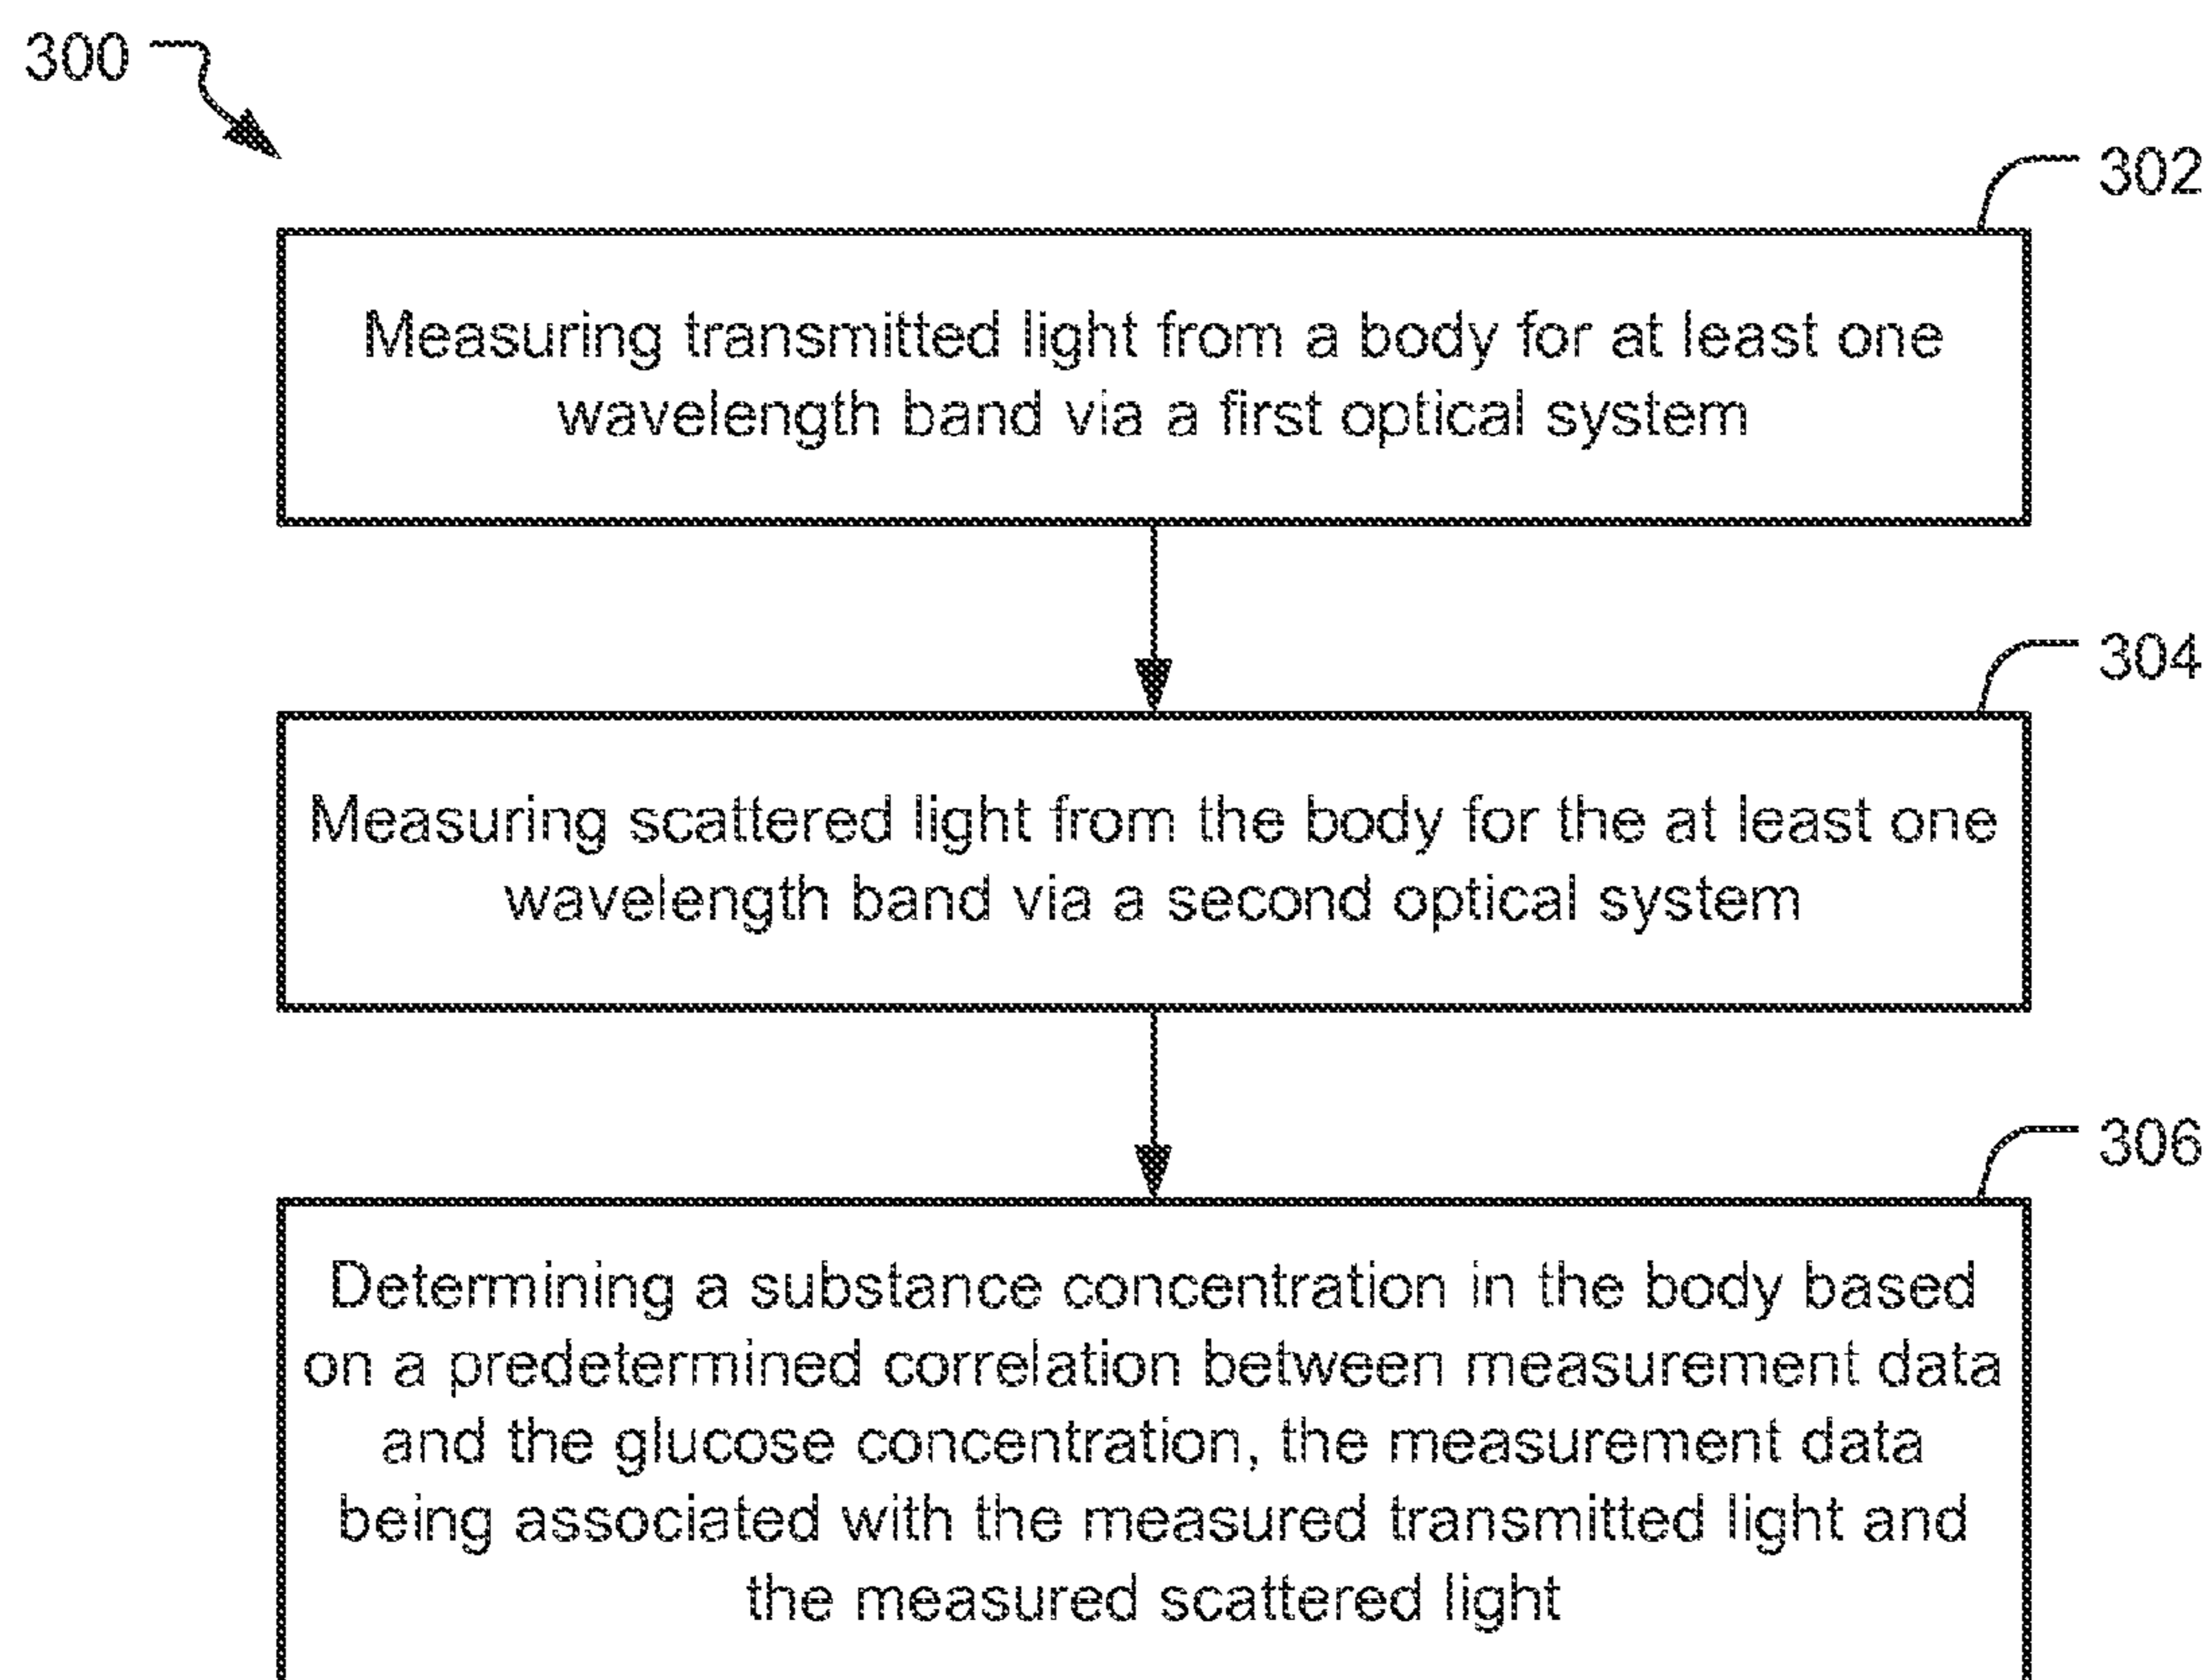 300
302
Measuring transmitted light from a body for at least one
wavelength band via a first optical system
304
Measuring scattered light from the body for the at least one
wavelength band via a second optical system
306
Determining a substance concentration in the body based
on a predetermined correlation between measurement data
and the glucose concentration, the measurement data
being associated with the measured transmitted light and
the measured scattered light